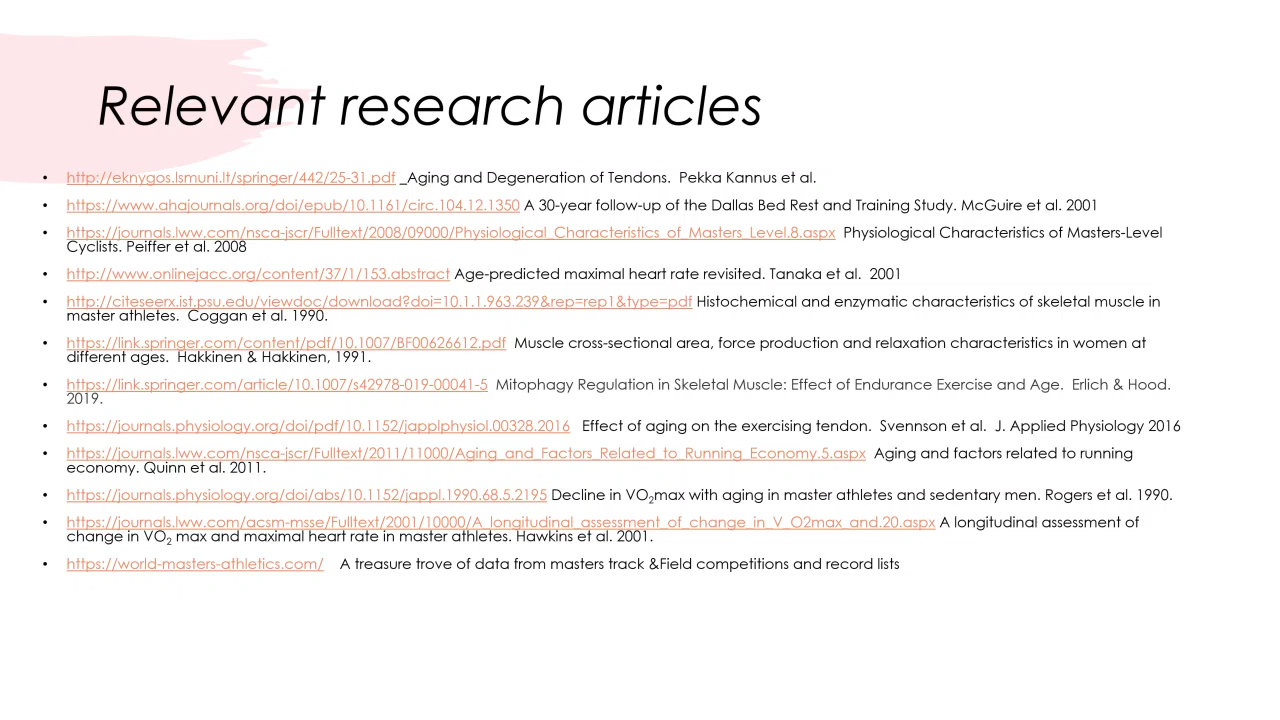 Relevant research articles
• http://eknygos.lsmuni.lt/springer/442/25-31.pdf _Aging and Degeneration of Tendons.  Pekka Kannus et al.
• https://www.ahajournals.org/doi/epub/10.1161/circ.104.12.1350 A 30-year follow-up of the Dallas Bed Rest and Training Study. McGuire et al. 2001
• https://journals.lww.com/nsca-jscr/Fulltext/2008/09000/Physiological_Characteristics_of_Masters_Level.8.aspx  Physiological Characteristics of Masters-Level
Cyclists. Peiffer et al. 2008
• http://www.onlinejacc.org/content/37/1/153.abstract Age-predicted maximal heart rate revisited. Tanaka et al.  2001
• http://citeseerx.ist.psu.edu/viewdoc/download?doi=10.1.1.963.239&rep=rep1&type=pdf Histochemical and enzymatic characteristics of skeletal muscle in
master athletes.  Coggan et al. 1990.
• https://link.springer.com/content/pdf/10.1007/BF00626612.pdf  Muscle cross-sectional area, force production and relaxation characteristics in women at
different ages.  Hakkinen & Hakkinen, 1991.
• https://link.springer.com/article/10.1007/s42978-019-00041-5  Mitophagy Regulation in Skeletal Muscle: Effect of Endurance Exercise and Age.  Erlich & Hood.
2019.
• https://journals.physiology.org/doi/pdf/10.1152/japplphysiol.00328.2016   Effect of aging on the exercising tendon.  Svennson et al.  J. Applied Physiology 2016
• https://journals.lww.com/nsca-jscr/Fulltext/2011/11000/Aging_and_Factors_Related_to_Running_Economy.5.aspx  Aging and factors related to running
economy. Quinn et al. 2011.
• https://journals.physiology.org/doi/abs/10.1152/jappl.1990.68.5.2195 Decline in VO₂max with aging in master athletes and sedentary men. Rogers et al. 1990.
• https://journals.lww.com/acsm-msse/Fulltext/2001/10000/A_longitudinal_assessment_of_change_in_V_O2max_and.20.aspx A longitudinal assessment of
change in VO₂ max and maximal heart rate in master athletes. Hawkins et al. 2001.
• https://world-masters-athletics.com/    A treasure trove of data from masters track &Field competitions and record lists